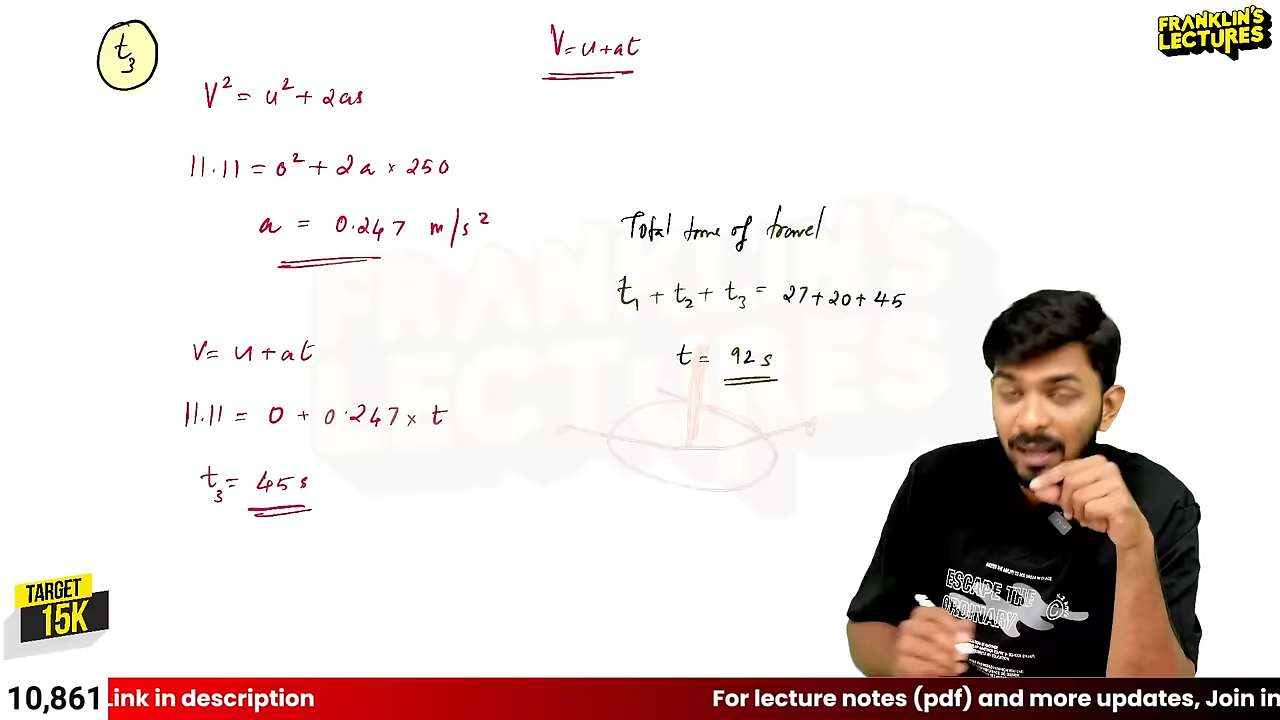 t₃
V = u + at
FRANKLIN'S
LECTURES
V² = u² + 2as
11.11 = 0² + 2a × 250
a = 0.247 m/s²
Total time of travel
t₁ + t₂ + t₃ = 27 + 20 + 45
t = 92 s
V = u + at
11.11 = 0 + 0.247 × t
t₃ = 45 s
FRANKLIN'S
LECTURES
ESCAPE THE
ORDINARY
TARGET
15K
10,861
Link in description
For lecture notes (pdf) and more updates, Join in